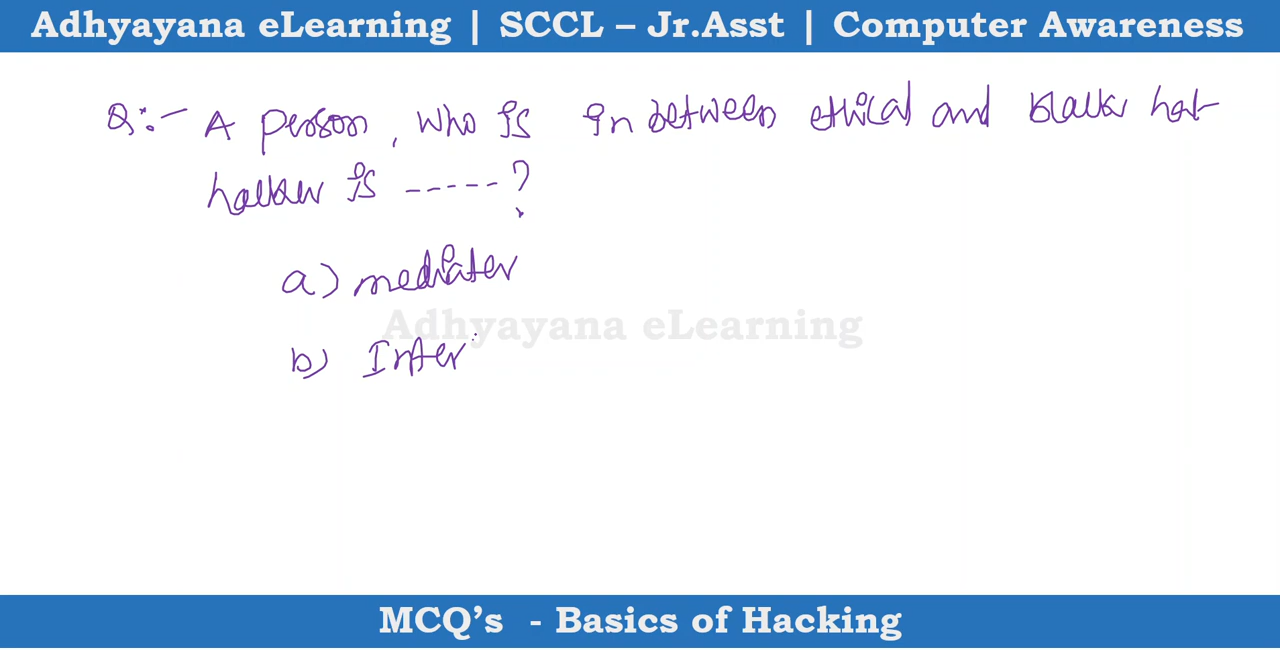 Adhyayana eLearning | SCCL – Jr.Asst | Computer Awareness
Q:- A person, who is in between ethical and black hat
hacker is -----?
a) mediater
Adhyayana eLearning
b) Inter
MCQ's - Basics of Hacking